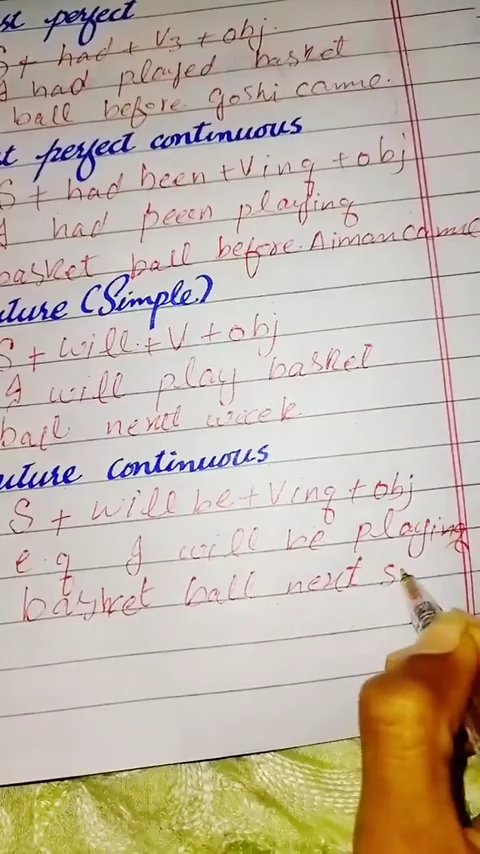 st perfect
S + had + V3 + obj.
I had played basket
ball before goshi came.
t perfect continuous
S + had been + Ving + obj
I had beeen playing
basket ball before Aiman came
uture (Simple)
S + will + V + obj
I will play basket
ball next week
uture continuous
S + will be + Ving + obj
e.g I will be playing
basket ball next s